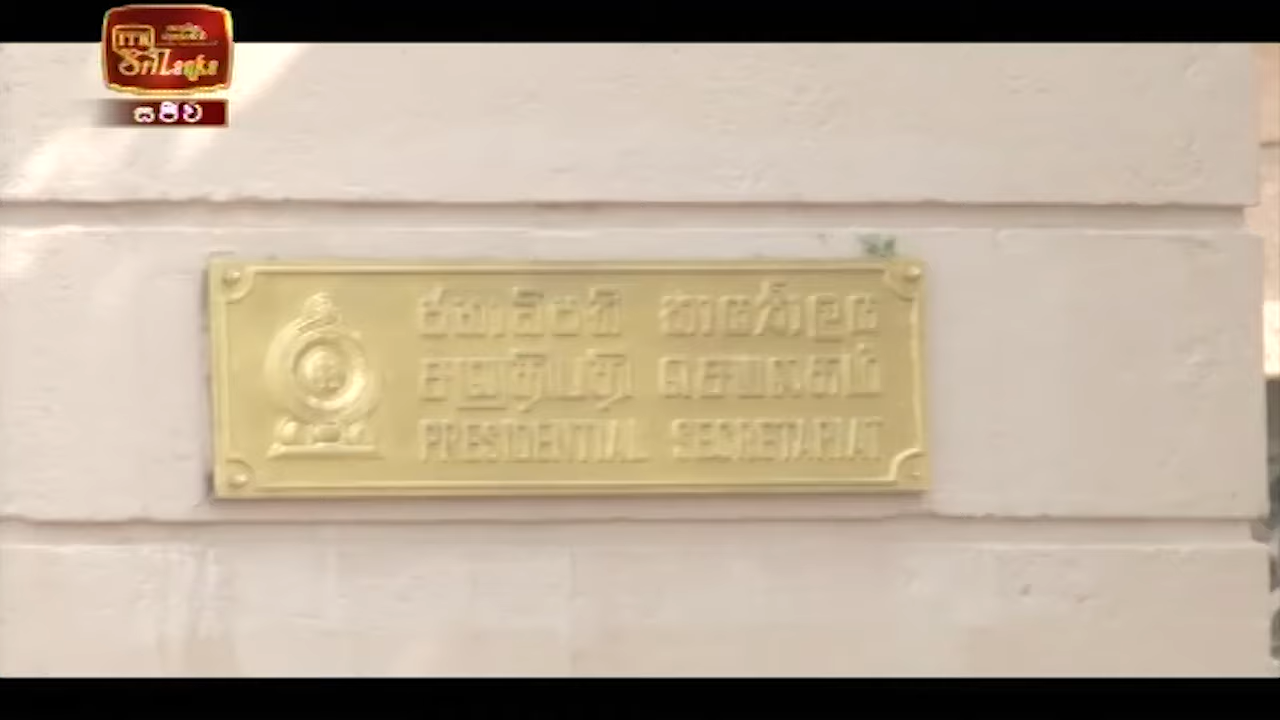 ITN
Sri Lanka
සජීව
ජනාධිපති කාර්යාලය
சனாதிபதி செயலகம்
PRESIDENTIAL SECRETARIAT